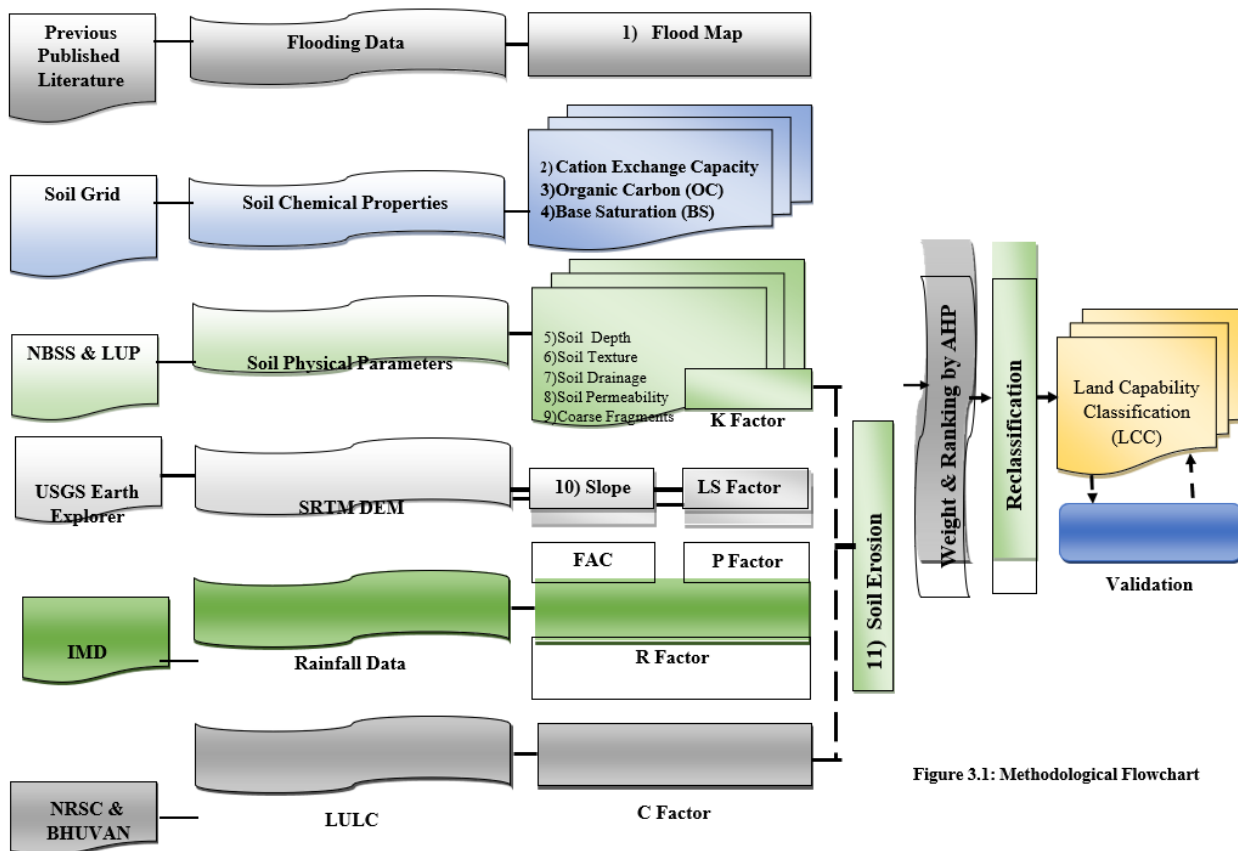 Previous
Published
Literature
Flooding Data
1) Flood Map
Soil Grid
Soil Chemical Properties
2) Cation Exchange Capacity
3)Organic Carbon (OC)
4)Base Saturation (BS)
NBSS & LUP
Soil Physical Parameters
5)Soil Depth
6)Soil Texture
7)Soil Drainage
8)Soil Permeability
9)Coarse Fragments
K Factor
USGS Earth
Explorer
SRTM DEM
10) Slope
LS Factor
FAC
P Factor
IMD
Rainfall Data
R Factor
NRSC &
BHUVAN
LULC
C Factor
11) Soil Erosion
Weight & Ranking by AHP
Reclassification
Land Capability
Classification
(LCC)
Validation
Figure 3.1: Methodological Flowchart